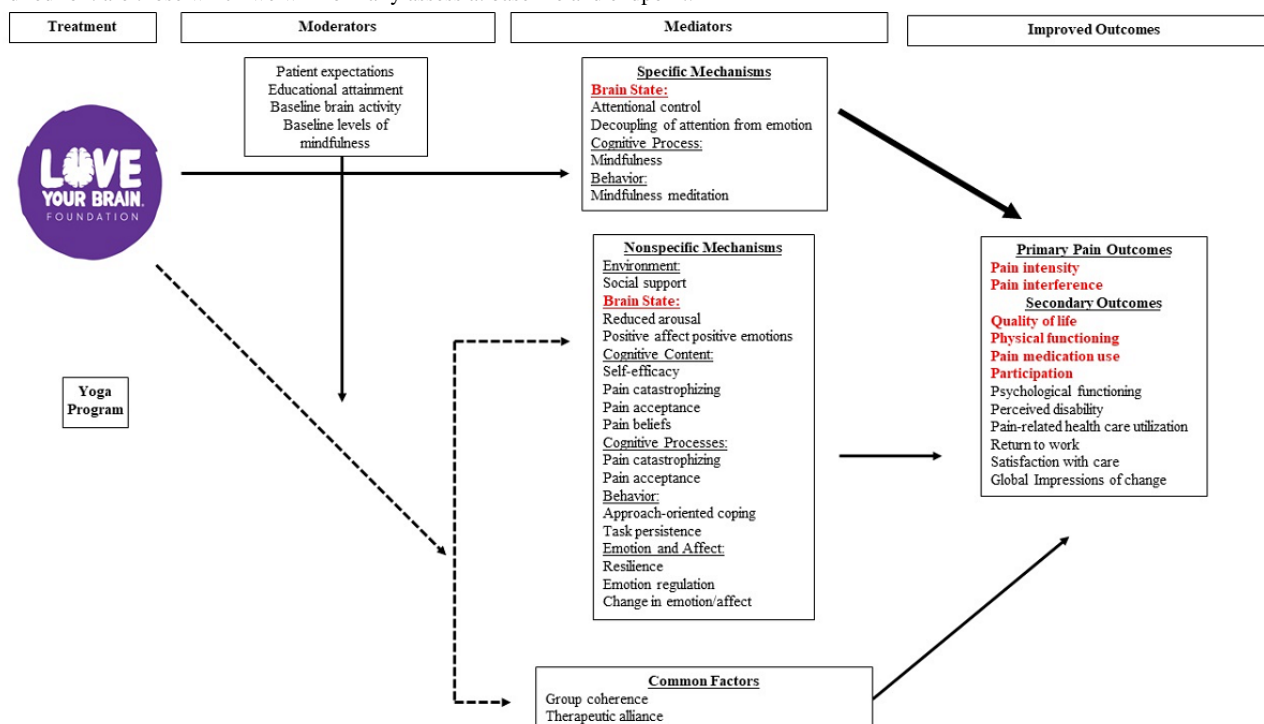 Treatment
Moderators
Mediators
Improved Outcomes
Patient expectations
Educational attainment
Baseline brain activity
Baseline levels of
mindfulness
LOVE
YOUR BRAIN.
FOUNDATION
Yoga
Program
Specific Mechanisms
Brain State:
Attentional control
Decoupling of attention from emotion
Cognitive Process:
Mindfulness
Behavior:
Mindfulness meditation
Nonspecific Mechanisms
Environment:
Social support
Brain State:
Reduced arousal
Positive affect positive emotions
Cognitive Content:
Self-efficacy
Pain catastrophizing
Pain acceptance
Pain beliefs
Cognitive Processes:
Pain catastrophizing
Pain acceptance
Behavior:
Approach-oriented coping
Task persistence
Emotion and Affect:
Resilience
Emotion regulation
Change in emotion/affect
Common Factors
Group coherence
Therapeutic alliance
Primary Pain Outcomes
Pain intensity
Pain interference
Secondary Outcomes
Quality of life
Physical functioning
Pain medication use
Participation
Psychological functioning
Perceived disability
Pain-related health care utilization
Return to work
Satisfaction with care
Global Impressions of change